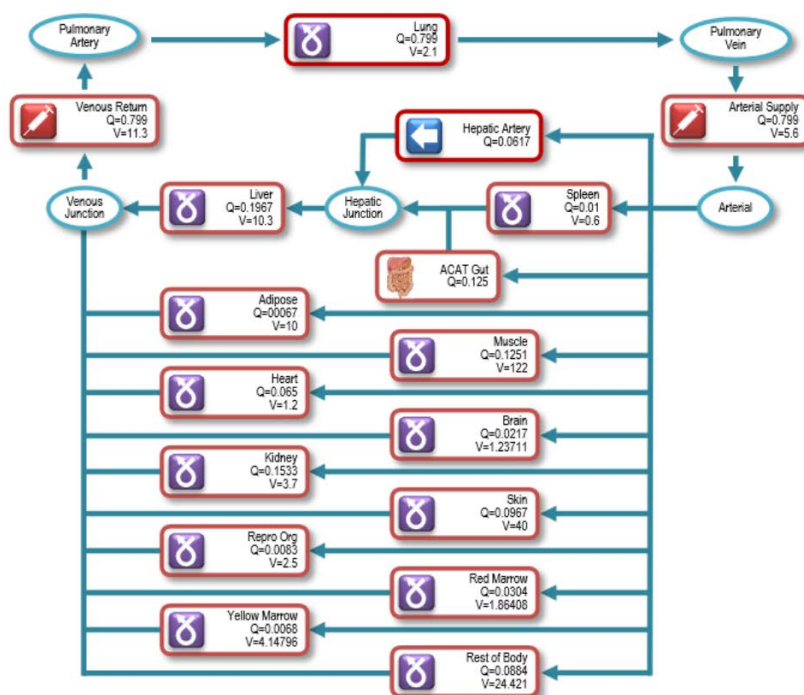 Pulmonary
Artery
Lung
Q=0.799
V=2.1
Pulmonary
Vein
Venous Return
Q=0.799
V=11.3
Hepatic Artery
Q=0.0617
Arterial Supply
Q=0.799
V=5.6
Venous
Junction
Liver
Q=0.1967
V=10.3
Hepatic
Junction
Spleen
Q=0.01
V=0.6
Arterial
ACAT Gut
Q=0.125
Adipose
Q=00067
V=10
Muscle
Q=0.1251
V=122
Heart
Q=0.065
V=1.2
Brain
Q=0.0217
V=1.23711
Kidney
Q=0.1533
V=3.7
Skin
Q=0.0967
V=40
Repro Org
Q=0.0083
V=2.5
Red Marrow
Q=0.0304
V=1.86408
Yellow Marrow
Q=0.0068
V=4.14796
Rest of Body
Q=0.0884
V=24.421